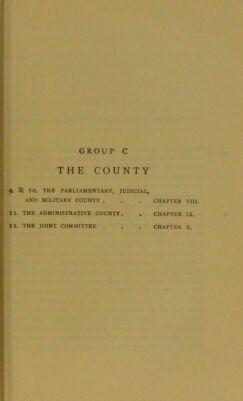 GROUP C
THE COUNTY
9. & 10. THE PARLIAMENTARY, JUDICIAL,
AND MILITARY COUNTY . . . CHAPTER VIII.
11. THE ADMINISTRATIVE COUNTY. . CHAPTER IX.
12. THE JOINT COMMITTEE . . . CHAPTER X.